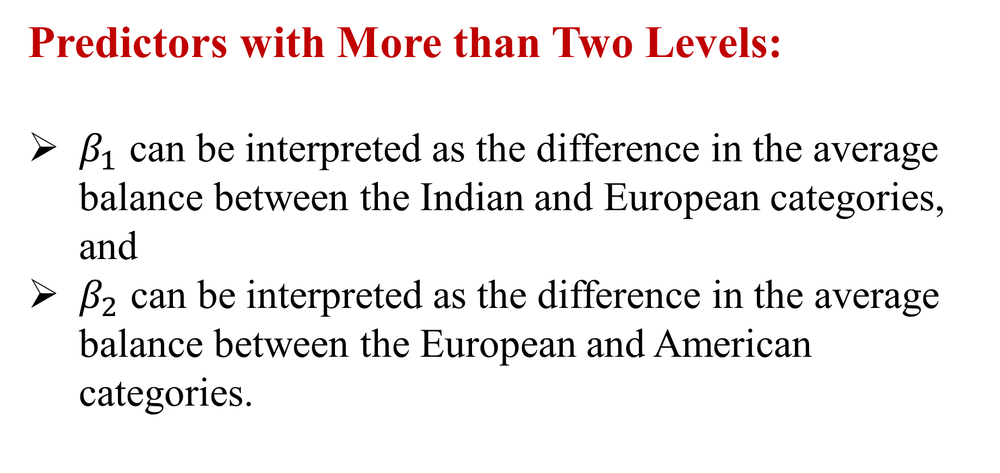 Predictors with More than Two Levels:
➢ 𝛽₁ can be interpreted as the difference in the average
balance between the Indian and European categories,
and
➢ 𝛽₂ can be interpreted as the difference in the average
balance between the European and American
categories.